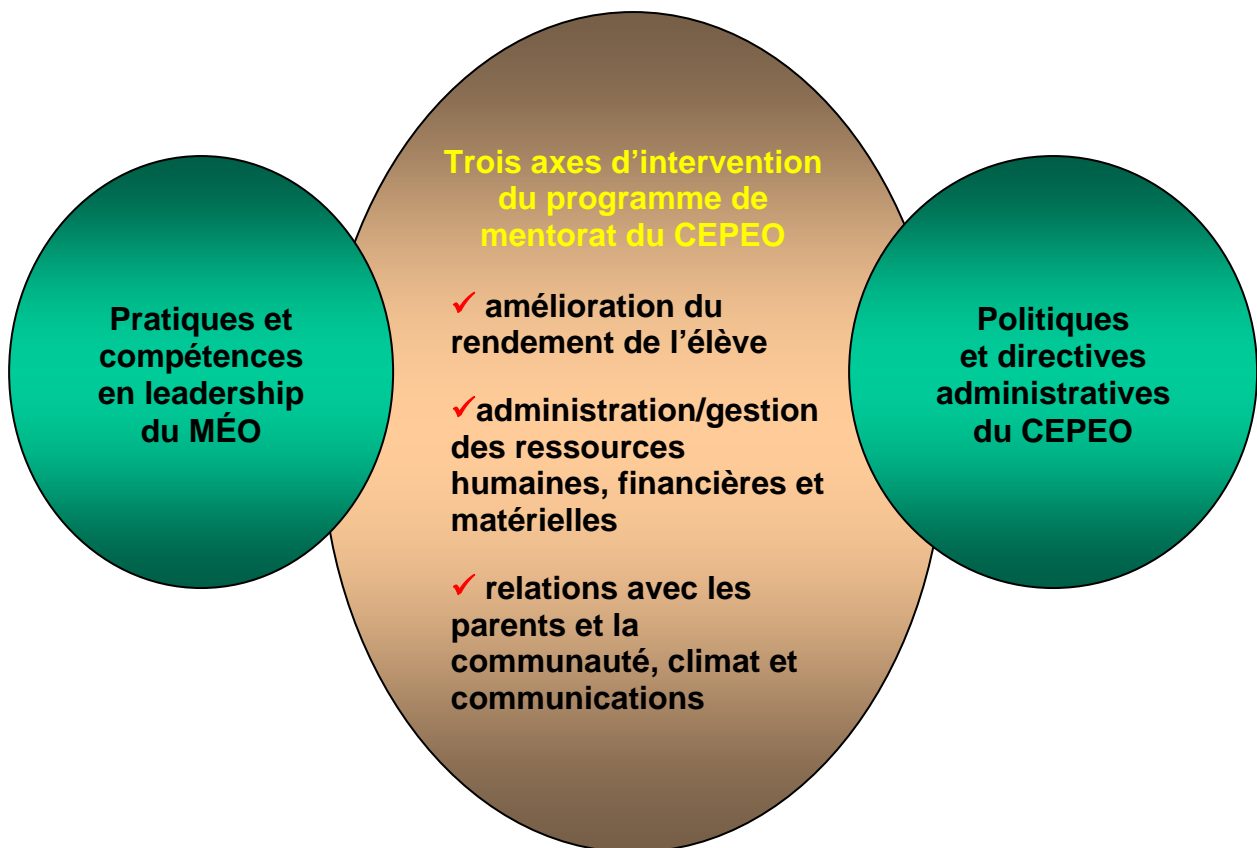 Pratiques et
compétences
en leadership
du MÉO
Trois axes d’intervention
du programme de
mentorat du CEPEO
✓ amélioration du
rendement de l’élève
✓administration/gestion
des ressources
humaines, financières et
matérielles
✓ relations avec les
parents et la
communauté, climat et
communications
Politiques
et directives
administratives
du CEPEO